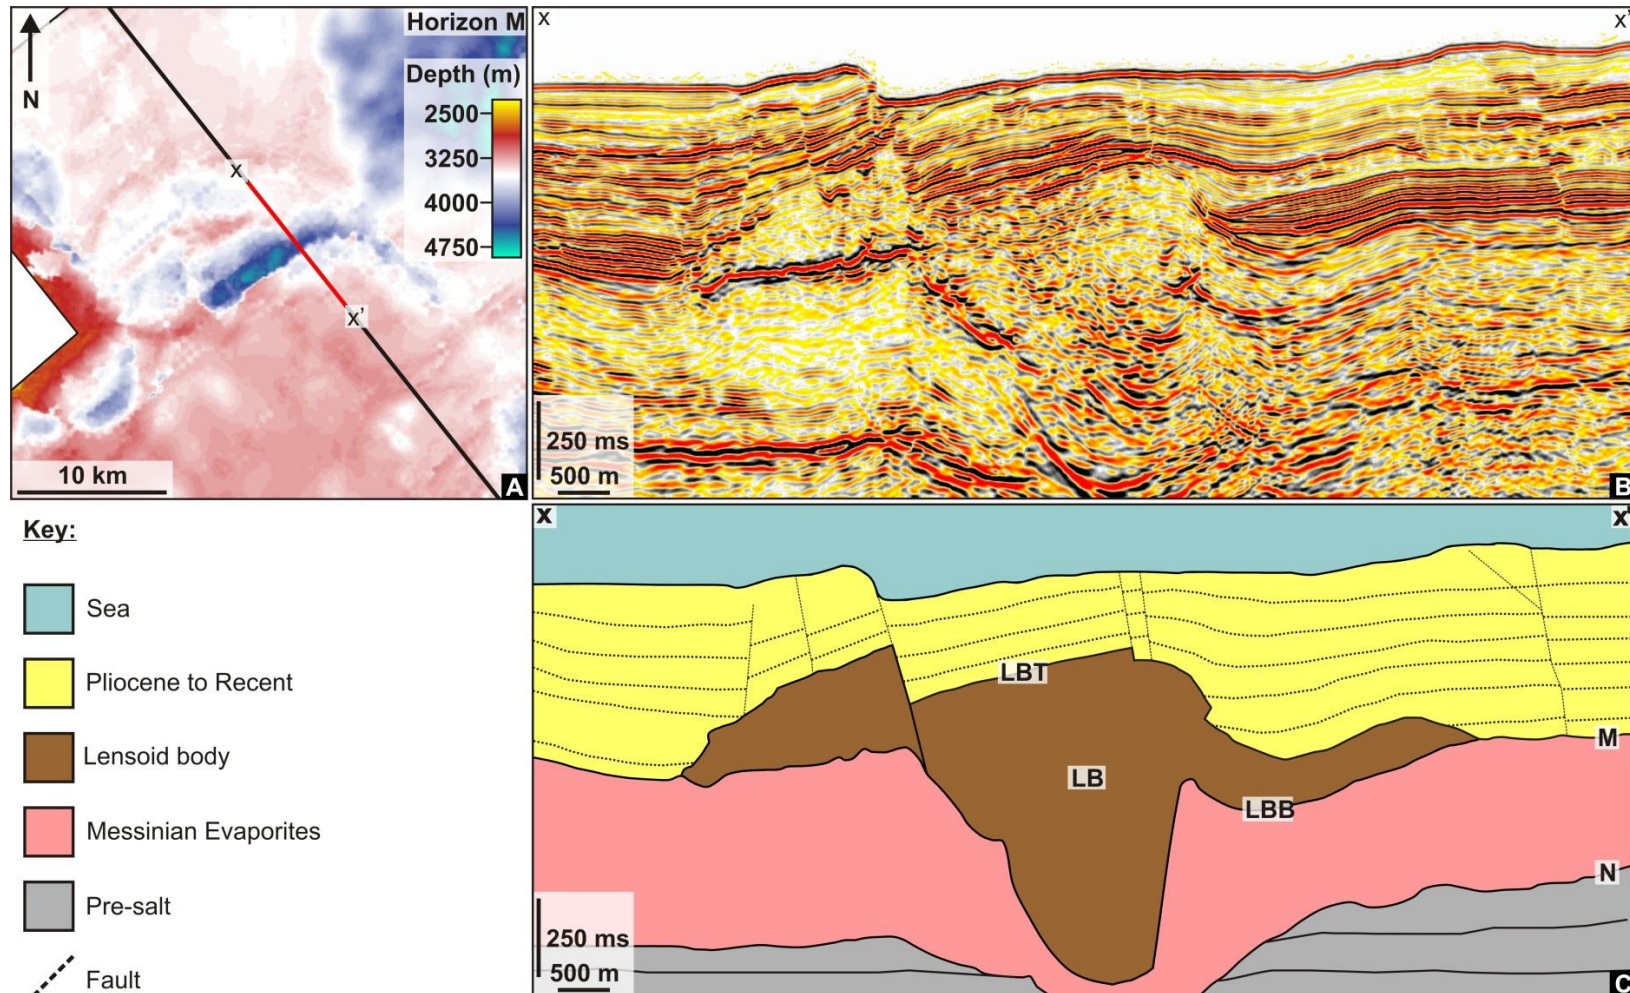 Horizon M
Depth (m)
2500
3250
4000
4750
N
x
x'
10 km
A
x
x'
250 ms
500 m
B
Key:
Sea
Pliocene to Recent
Lensoid body
Messinian Evaporites
Pre-salt
Fault
x
x'
LBT
M
LB
LBB
N
250 ms
500 m
C